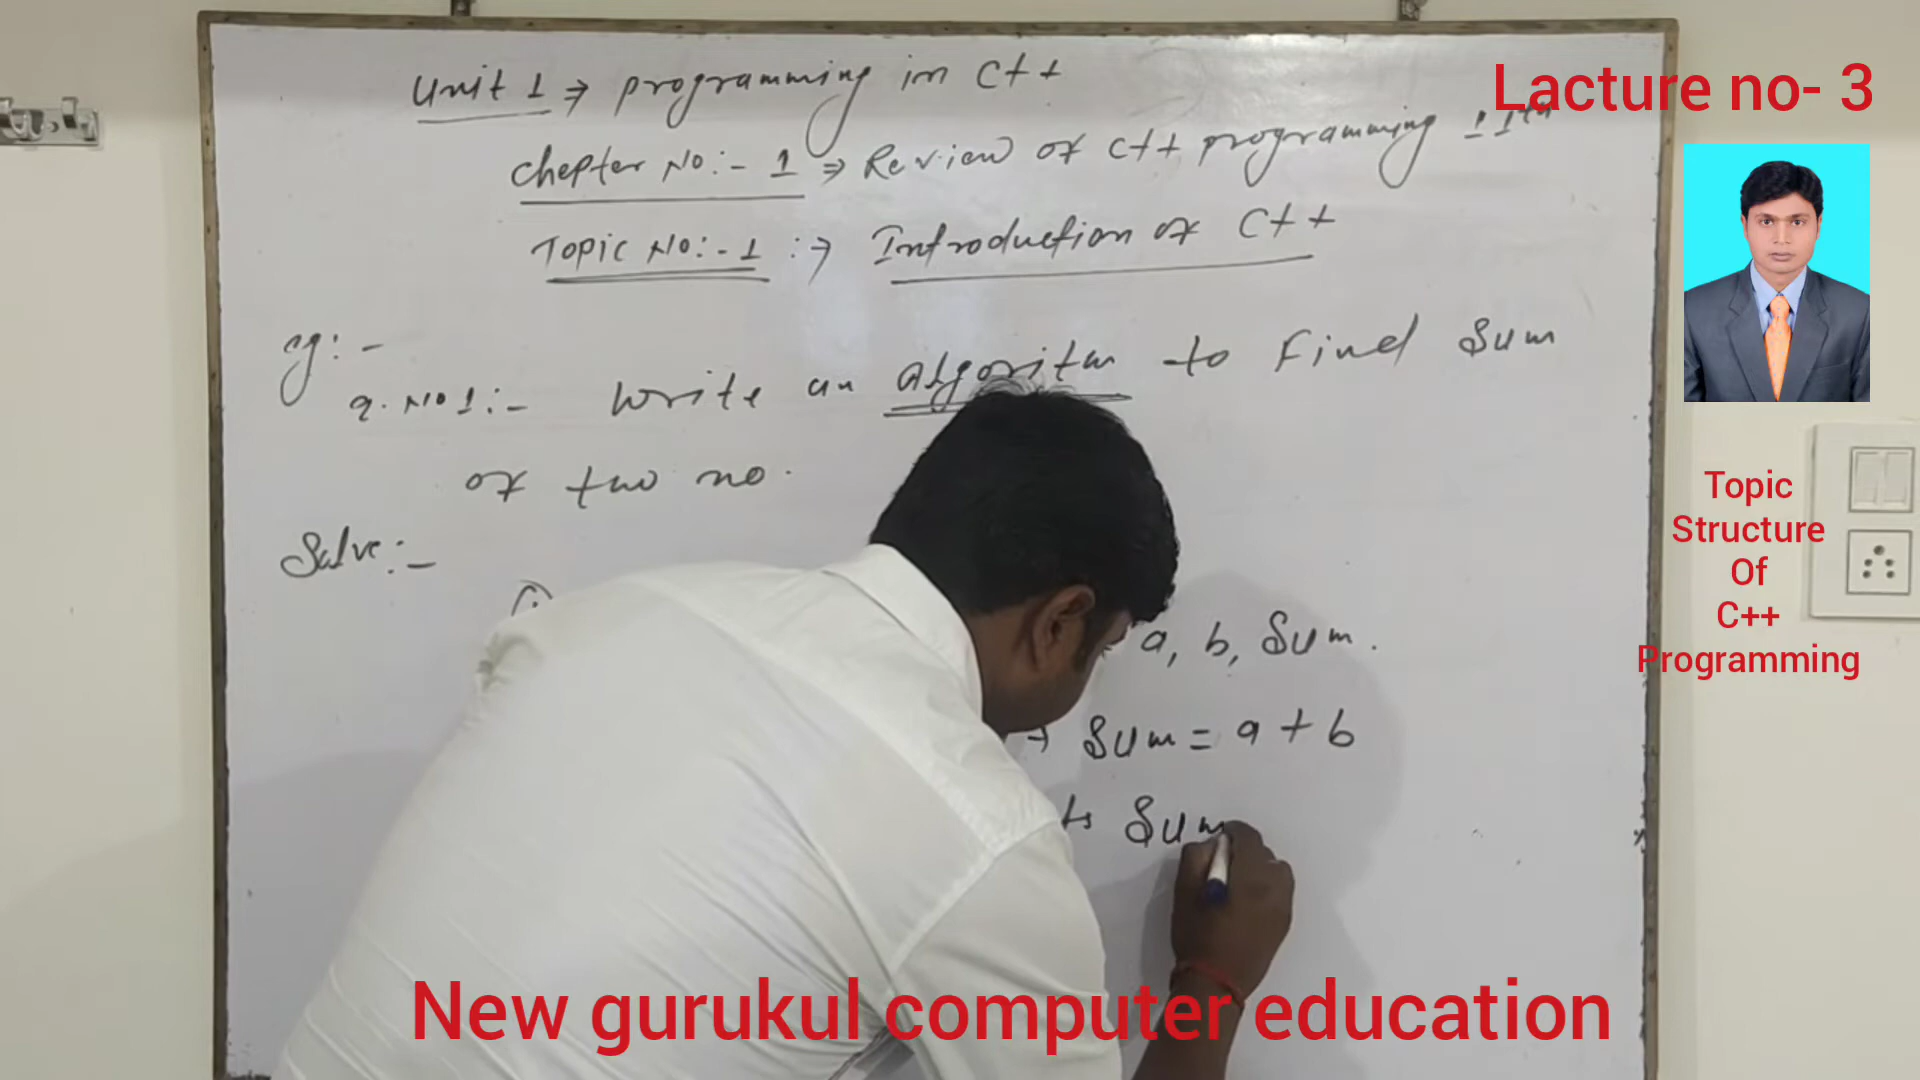 Unit 1 ⇒ programming in C++
Chepter No:- 1 ⇒ Review of C++ programming 11th
Topic No:-1 :→ Introduction of C++
eg:-
q. No 1:- Write an algoritm to find Sum
of two no.
Solve:-
a, b, Sum.
→ Sum = a + b
Sum
Lacture no- 3
Topic
Structure
Of
C++
Programming
New gurukul computer education